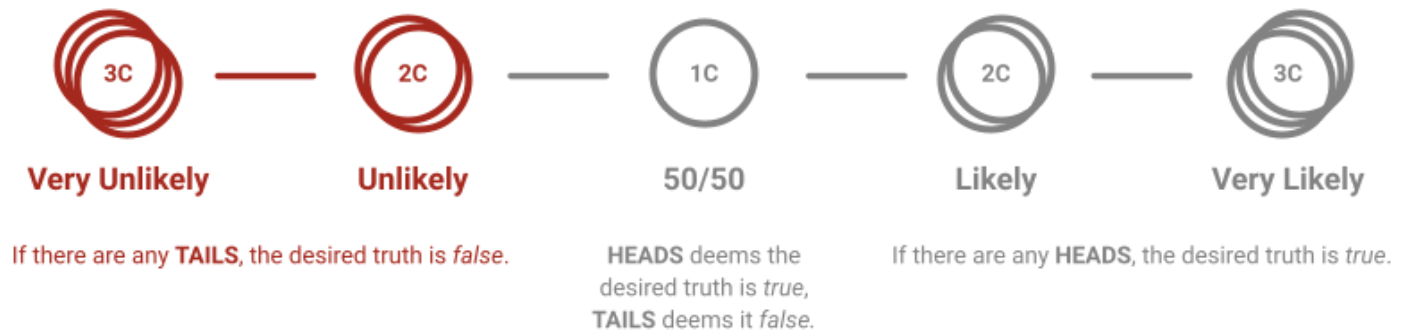 3C
2C
1C
2C
3C
Very Unlikely
Unlikely
50/50
Likely
Very Likely
If there are any TAILS, the desired truth is false.
HEADS deems the
desired truth is true,
TAILS deems it false.
If there are any HEADS, the desired truth is true.